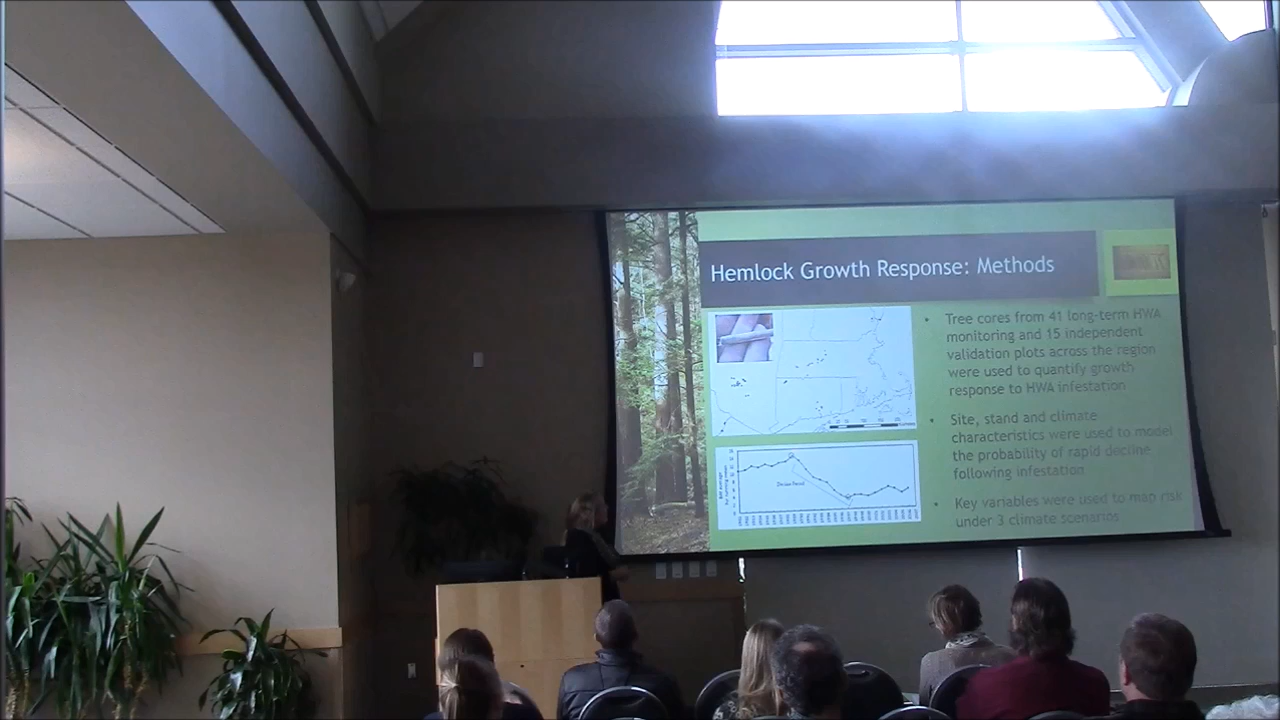 Hemlock Growth Response: Methods
Tree cores from 41 long-term HWA
monitoring and 15 independent
validation plots across the region
were used to quantify growth
response to HWA infestation
Site, stand and climate
characteristics were used to model
the probability of rapid decline
following infestation
Key variables were used to map risk
under 3 climate scenarios
Decline Period